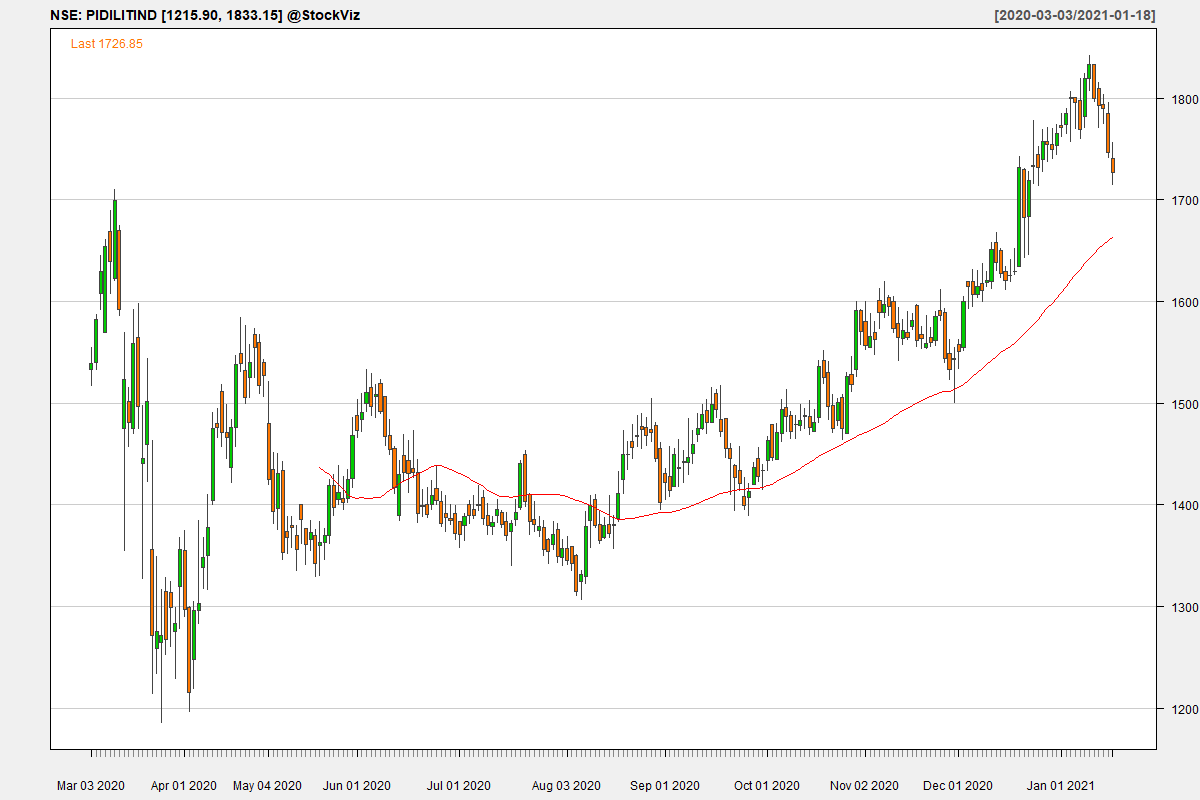 NSE: PIDILITIND [1215.90, 1833.15] @StockViz [2020-03-03/2021-01-18]
Last 1726.85
1800
1700
1600
1500
1400
1300
1200
Mar 03 2020 Apr 01 2020 May 04 2020 Jun 01 2020 Jul 01 2020 Aug 03 2020 Sep 01 2020 Oct 01 2020 Nov 02 2020 Dec 01 2020 Jan 01 2021